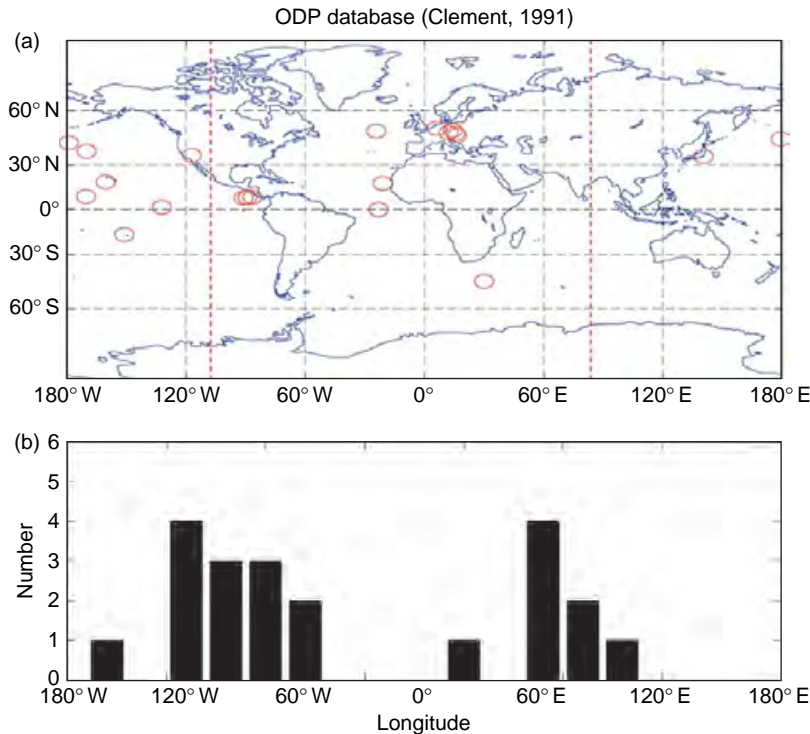 ODP database (Clement, 1991)
(a)
60° N
30° N
0°
30° S
60° S
180° W 120° W 60° W 0° 60° E 120° E 180° E
(b)
6
5
4
3
2
1
0
Number
180° W 120° W 60° W 0° 60° E 120° E 180° E
Longitude